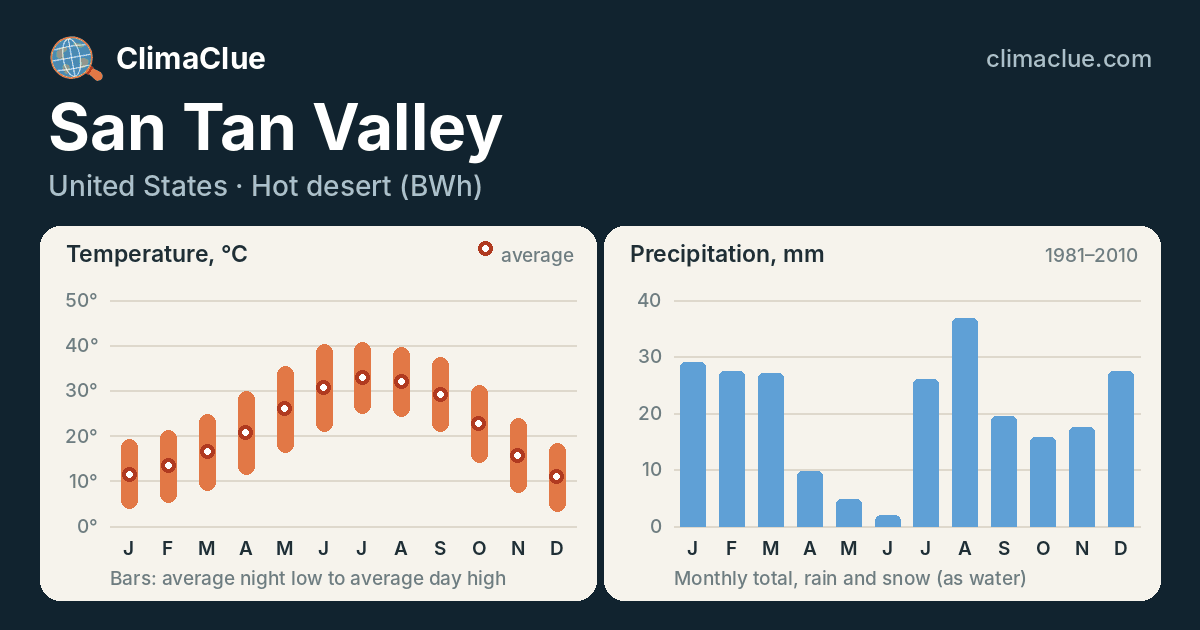 ClimaClue
climaclue.com
San Tan Valley
United States · Hot desert (BWh)
Temperature, °C
average
50°
40°
30°
20°
10°
0°
J F M A M J J A S O N D
Bars: average night low to average day high
Precipitation, mm
1981–2010
40
30
20
10
0
J F M A M J J A S O N D
Monthly total, rain and snow (as water)